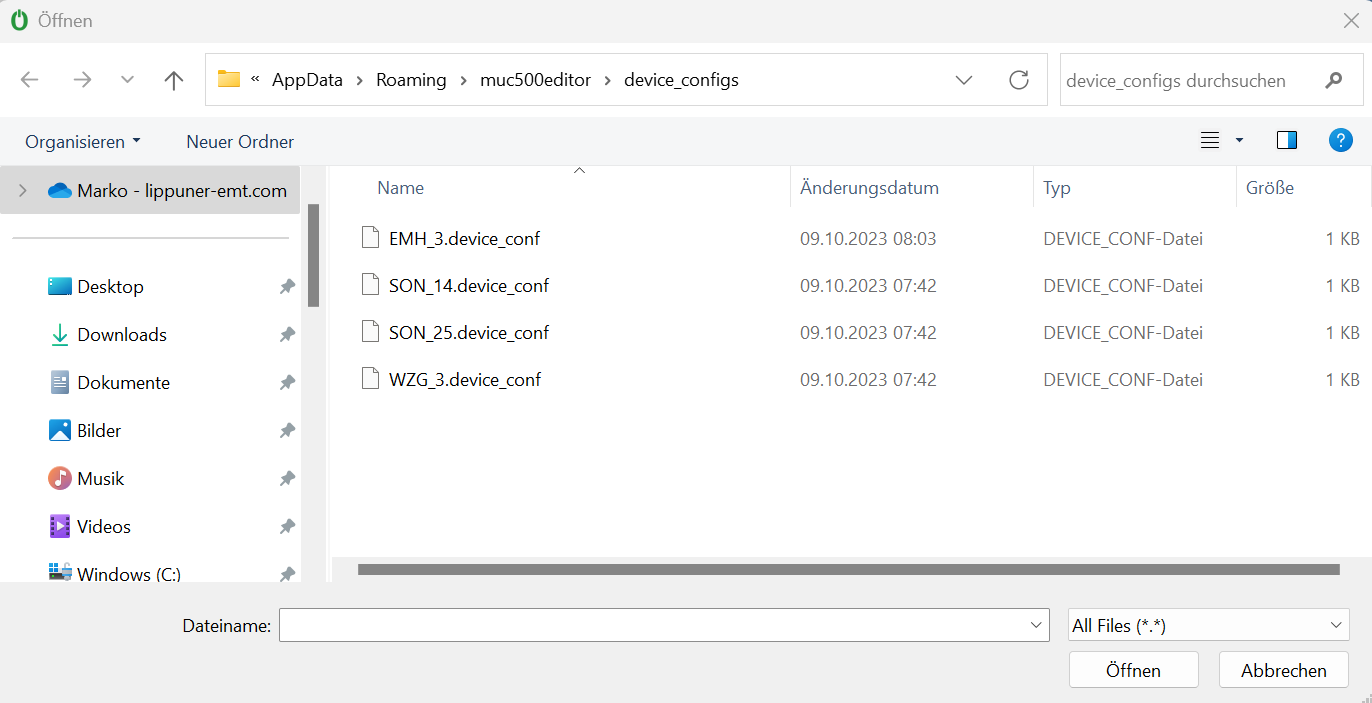 Öffnen
« AppData › Roaming › muc500editor › device_configs
device_configs durchsuchen
Organisieren
Neuer Ordner
?
Marko - lippuner-emt.com
Desktop
Downloads
Dokumente
Bilder
Musik
Videos
Windows (C:)
Name Änderungsdatum Typ Größe
EMH_3.device_conf 09.10.2023 08:03 DEVICE_CONF-Datei 1 KB
SON_14.device_conf 09.10.2023 07:42 DEVICE_CONF-Datei 1 KB
SON_25.device_conf 09.10.2023 07:42 DEVICE_CONF-Datei 1 KB
WZG_3.device_conf 09.10.2023 07:42 DEVICE_CONF-Datei 1 KB
Dateiname:
All Files (*.*)
Öffnen
Abbrechen